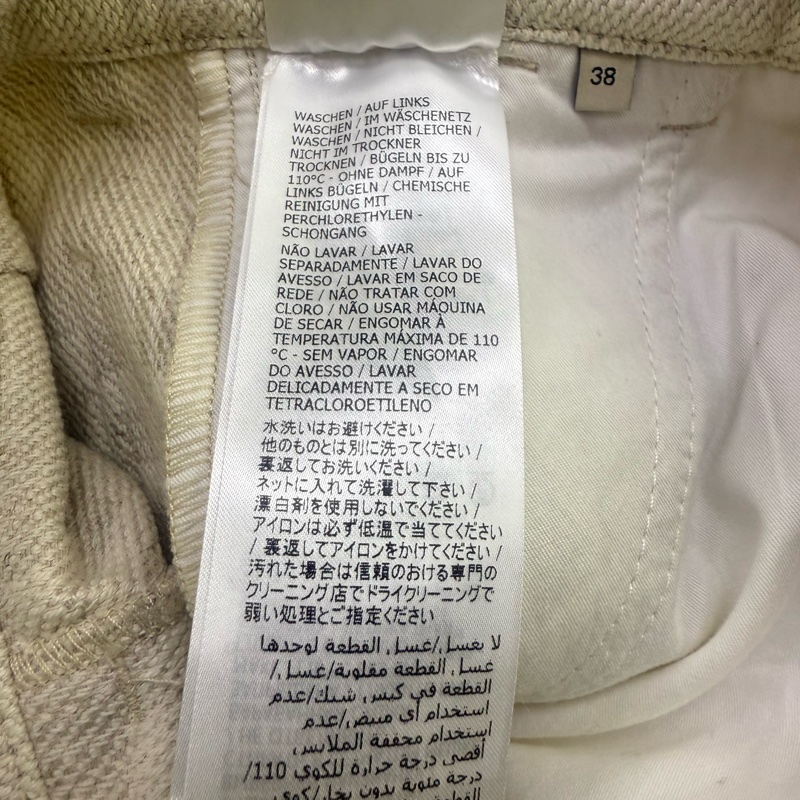 38
WASCHEN / AUF LINKS
WASCHEN / IM WÄSCHENETZ
WASCHEN / NICHT BLEICHEN /
NICHT IM TROCKNER
TROCKNEN / BÜGELN BIS ZU
110°C - OHNE DAMPF / AUF
LINKS BÜGELN / CHEMISCHE
REINIGUNG MIT
PERCHLORETHYLEN -
SCHONGANG
NÃO LAVAR / LAVAR
SEPARADAMENTE / LAVAR DO
AVESSO / LAVAR EM SACO DE
REDE / NÃO TRATAR COM
CLORO / NÃO USAR MÁQUINA
DE SECAR / ENGOMAR À
TEMPERATURA MÁXIMA DE 110
°C - SEM VAPOR / ENGOMAR
DO AVESSO / LAVAR
DELICADAMENTE A SECO EM
TETRACLOROETILENO
水洗いはお避けください /
他のものとは別に洗ってください /
裏返してお洗いください /
ネットに入れて洗濯して下さい /
漂白剤を使用しないでください /
アイロンは必ず低温で当ててください
/ 裏返してアイロンをかけてください /
汚れた場合は信頼のおける専門の
クリーニング店でドライクリーニングで
弱い処理とご指定ください
لا يغسل/غسل القطعة لوحدها
غسل القطعة مقلوبة/غسل/
القطعة في كيس شبك/عدم
استخدام أي مبيض/عدم
استخدام مجففة الملابس
أقصى درجة حرارة للكوي 110/
درجة مئوية بدون بخار/كوي